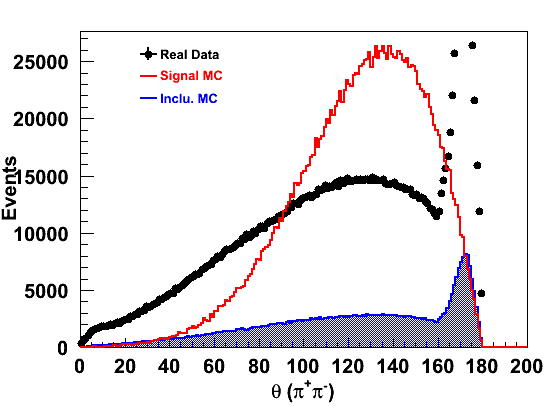 Real Data
Signal MC
Inclu. MC
Events
25000
20000
15000
10000
5000
0
0 20 40 60 80 100 120 140 160 180 200
θ (π⁺π⁻)